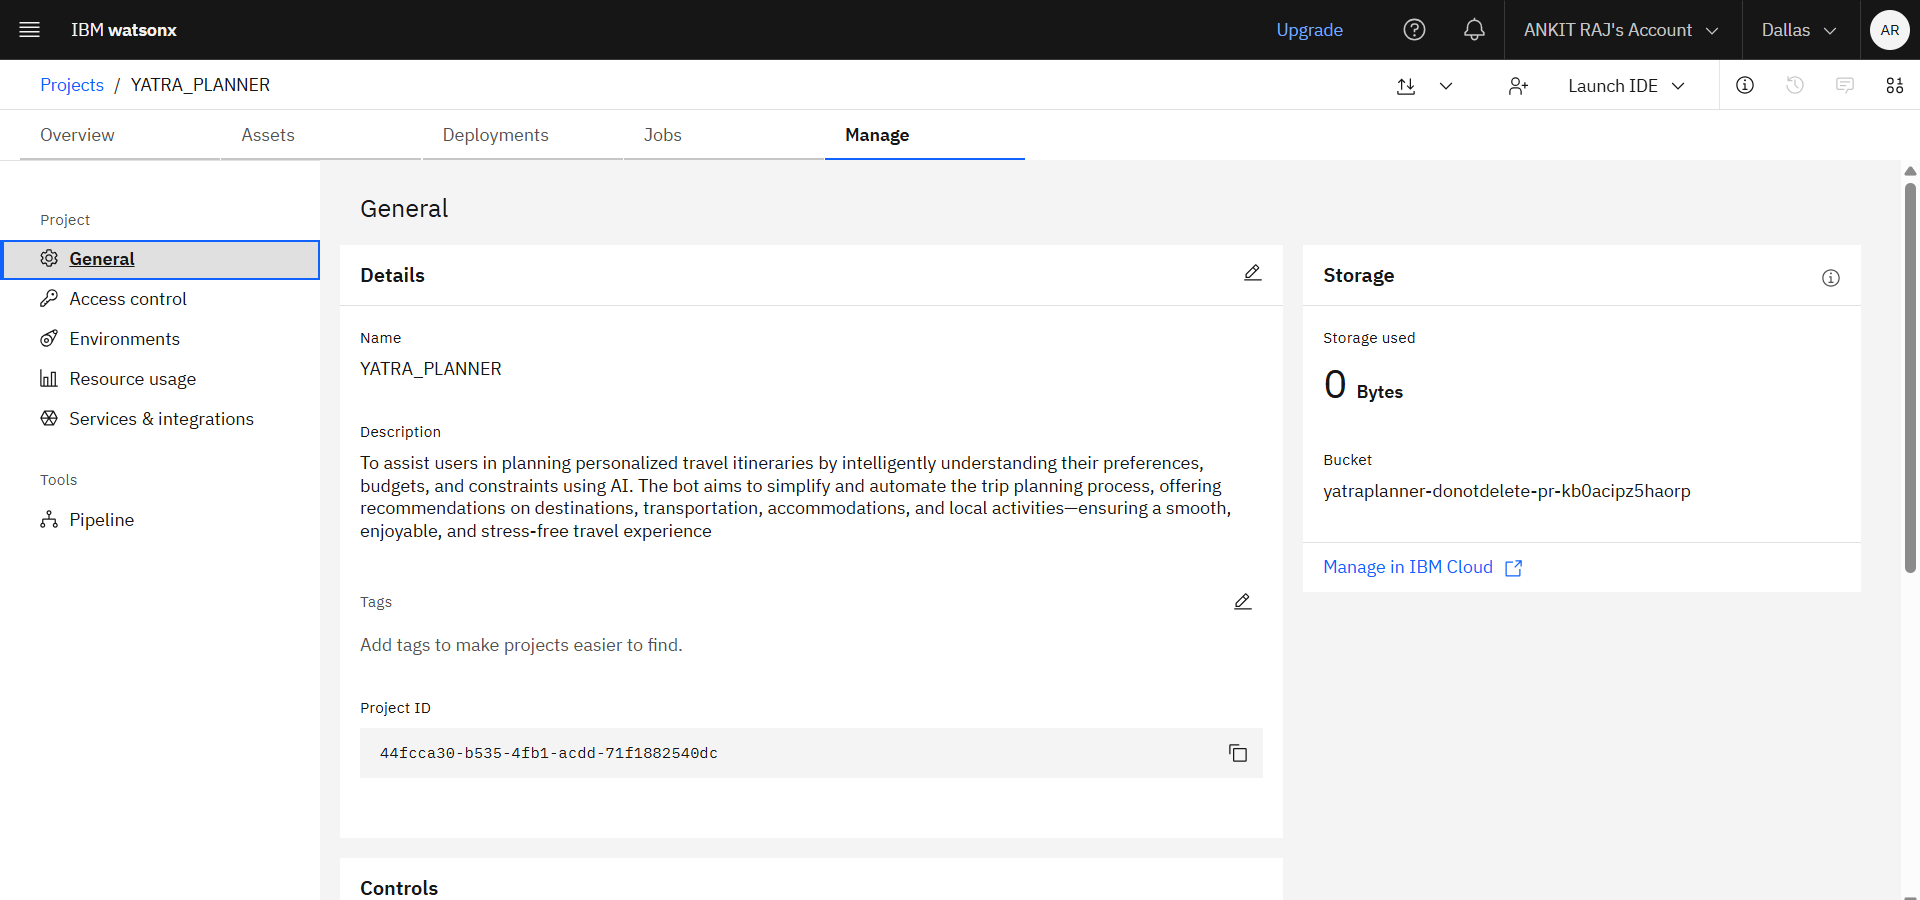 IBM watsonx
Upgrade
ANKIT RAJ's Account
Dallas
AR
Projects / YATRA_PLANNER
Launch IDE
Overview
Assets
Deployments
Jobs
Manage
Project
General
Access control
Environments
Resource usage
Services & integrations
Tools
Pipeline
General
Details
Name
YATRA_PLANNER
Description
To assist users in planning personalized travel itineraries by intelligently understanding their preferences,
budgets, and constraints using AI. The bot aims to simplify and automate the trip planning process, offering
recommendations on destinations, transportation, accommodations, and local activities—ensuring a smooth,
enjoyable, and stress-free travel experience
Tags
Add tags to make projects easier to find.
Project ID
44fcca30-b535-4fb1-acdd-71f1882540dc
Controls
Storage
Storage used
0 Bytes
Bucket
yatraplanner-donotdelete-pr-kb0acipz5haorp
Manage in IBM Cloud